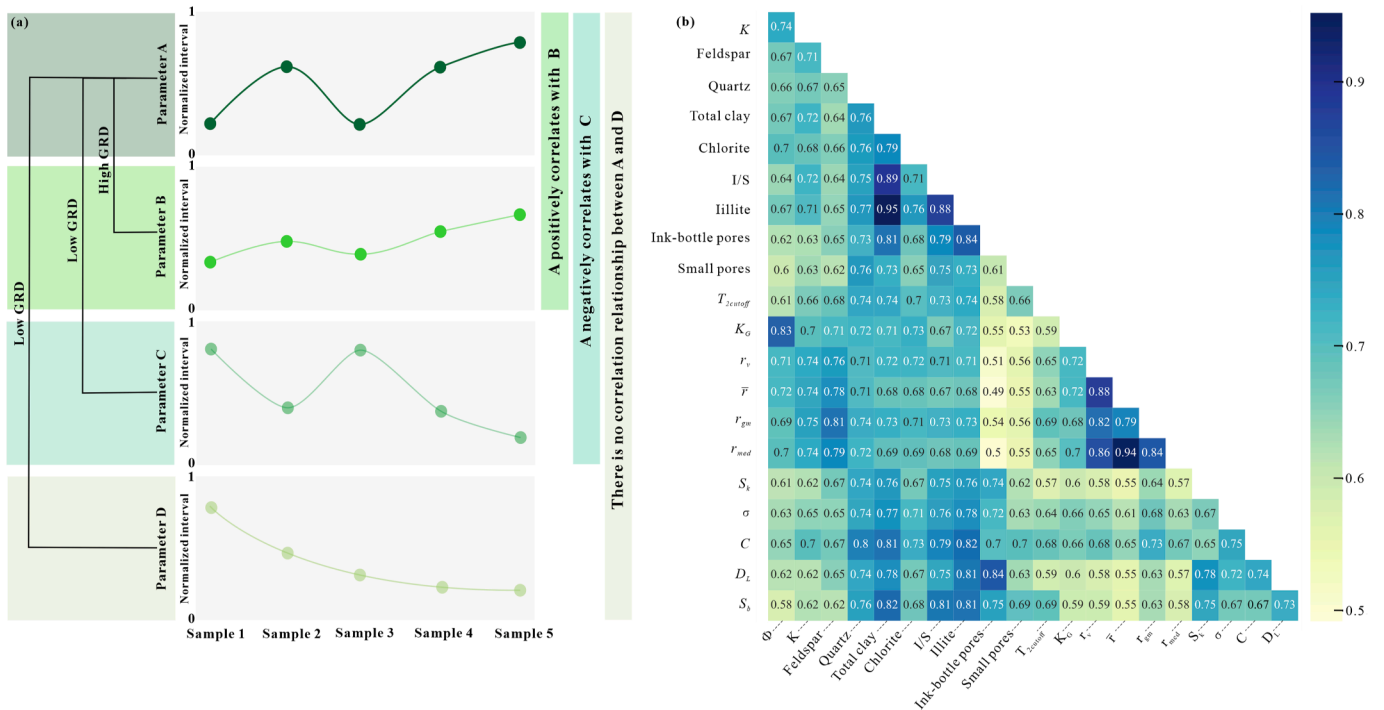 (a)
Parameter A
Normalized interval
1
0
High GRD
Parameter B
Normalized interval
1
0
Low GRD
Parameter C
Normalized interval
1
0
Low GRD
Parameter D
Normalized interval
1
0
Sample 1 Sample 2 Sample 3 Sample 4 Sample 5
A positively correlates with B
A negatively correlates with C
There is no correlation relationship between A and D
(b)
K 0.74
Feldspar 0.67 0.71
Quartz 0.66 0.67 0.65
Total clay 0.67 0.72 0.64 0.76
Chlorite 0.7 0.68 0.66 0.76 0.79
I/S 0.64 0.72 0.64 0.75 0.89 0.71
Iillite 0.67 0.71 0.65 0.77 0.95 0.76 0.88
Ink-bottle pores 0.62 0.63 0.65 0.73 0.81 0.68 0.79 0.84
Small pores 0.6 0.63 0.62 0.76 0.73 0.65 0.75 0.73 0.61
T2cutoff 0.61 0.66 0.68 0.74 0.74 0.7 0.73 0.74 0.58 0.66
KG 0.83 0.7 0.71 0.72 0.71 0.73 0.67 0.72 0.55 0.53 0.59
rv 0.71 0.74 0.76 0.71 0.72 0.72 0.71 0.71 0.51 0.56 0.65 0.72
r̅ 0.72 0.74 0.78 0.71 0.68 0.68 0.67 0.68 0.49 0.55 0.63 0.72 0.88
rgm 0.69 0.75 0.81 0.74 0.73 0.71 0.73 0.73 0.54 0.56 0.69 0.68 0.82 0.79
rmed 0.7 0.74 0.79 0.72 0.69 0.69 0.68 0.69 0.5 0.55 0.65 0.7 0.86 0.94 0.84
Sk 0.61 0.62 0.67 0.74 0.76 0.67 0.75 0.76 0.74 0.62 0.57 0.6 0.58 0.55 0.64 0.57
σ 0.63 0.65 0.65 0.74 0.77 0.71 0.76 0.78 0.72 0.63 0.64 0.66 0.65 0.61 0.68 0.63 0.67
C 0.65 0.7 0.67 0.8 0.81 0.73 0.79 0.82 0.7 0.7 0.68 0.66 0.68 0.65 0.73 0.67 0.65 0.75
DL 0.62 0.62 0.65 0.74 0.78 0.67 0.75 0.81 0.84 0.63 0.59 0.6 0.58 0.55 0.63 0.57 0.78 0.72 0.74
Sb 0.58 0.62 0.62 0.76 0.82 0.68 0.81 0.81 0.75 0.69 0.69 0.59 0.59 0.55 0.63 0.58 0.75 0.67 0.67 0.73
Φ K Feldspar Quartz Total clay Chlorite I/S Illite Ink-bottle pores Small pores T2cutoff KG rv r̅ rgm rmed σ C DL
0.9
0.8
0.7
0.6
0.5